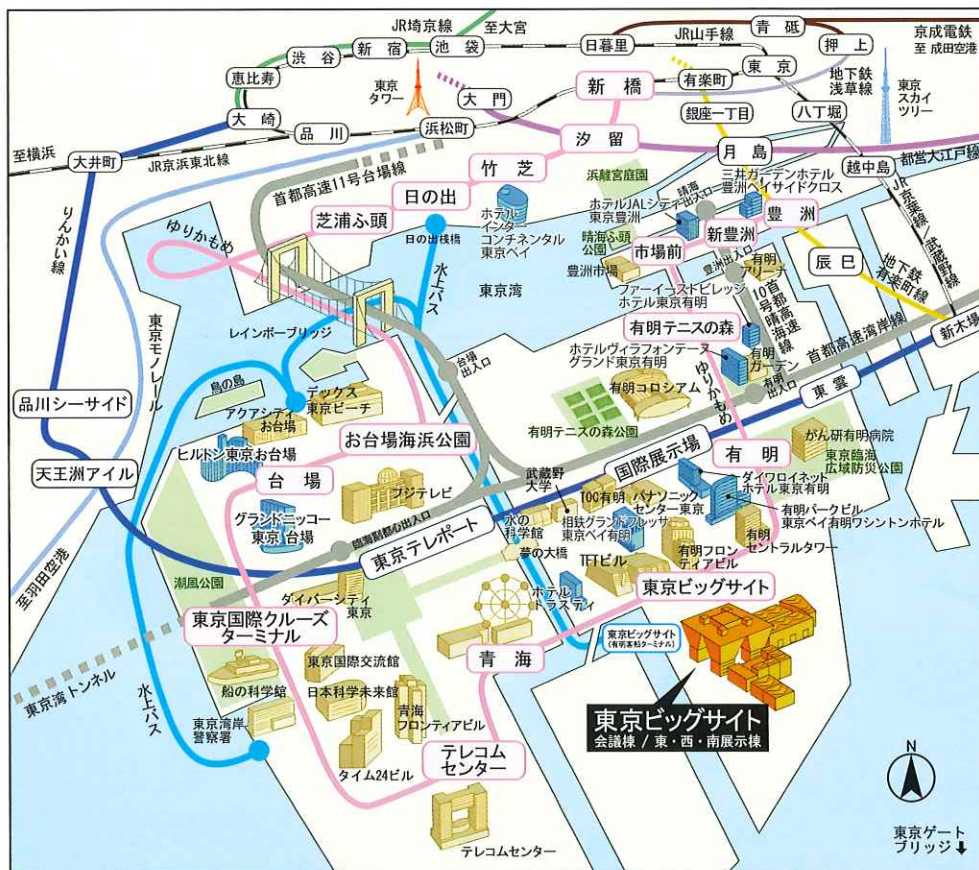 JR埼京線
至大宮
青砥
京成電鉄
至 成田空港
渋谷
新宿
池袋
日暮里
JR山手線
押上
恵比寿
東京
タワー
大門
新橋
有楽町
東京
地下鉄
浅草線
東京
スカイ
ツリー
大崎
品川
浜松町
銀座一丁目
八丁堀
至横浜
大井町
JR京浜東北線
汐留
月島
越中島
都営大江戸線
首都高速11号台場線
竹芝
浜離宮庭園
晴海
出入口
三井ガーデンホテル
豊洲ベイサイドクロス
日の出
ホテルJALシティ
東京豊洲
豊洲
JR京葉線/武蔵野線
りんかい線
芝浦ふ頭
ホテル
インター
コンチネンタル
東京ベイ
晴海ふ頭
公園
新豊洲
ゆりかもめ
日の出桟橋
市場前
豊洲出入口
有明
アリーナ
辰巳
水上バス
東京湾
豊洲市場
ファーイーストビレッジ
ホテル東京有明
首都高速
10号晴海線
地下鉄
有楽町線
東京モノレール
レインボーブリッジ
有明テニスの森
首都高速湾岸線
新木場
台場
出入口
ホテルヴィラフォンテーヌ
グランド東京有明
有明
ガーデン
鳥の島
デックス
東京ビーチ
有明コロシアム
ゆりかもめ
有明
出入口
東雲
品川シーサイド
アクアシティ
お台場
お台場海浜公園
有明テニスの森公園
国際展示場
有明
がん研有明病院
ヒルトン東京お台場
東京臨海
広域防災公園
天王洲アイル
台場
フジテレビ
武蔵野
大学
TOC有明
パナソニック
センター東京
ダイワロイネット
ホテル東京有明
グランドニッコー
東京 台場
臨海副都心出入口
水の
科学館
相鉄グランドフレッサ
東京ベイ有明
有明パークビル
東京ベイ有明ワシントンホテル
東京テレポート
夢の大橋
有明フロン
ティアビル
有明
セントラルタワー
至羽田空港
潮風公園
TFTビル
ダイバーシティ
東京
ホテル
トラスティ
東京ビッグサイト
東京国際クルーズ
ターミナル
東京ビッグサイト
(有明客船ターミナル)
青海
東京国際交流館
東京湾トンネル
船の科学館
日本科学未来館
青海
フロンティアビル
水上バス
東京湾岸
警察署
東京ビッグサイト
会議棟 / 東・西・南展示棟
タイム24ビル
テレコム
センター
N
テレコムセンター
東京ゲート
ブリッジ↓